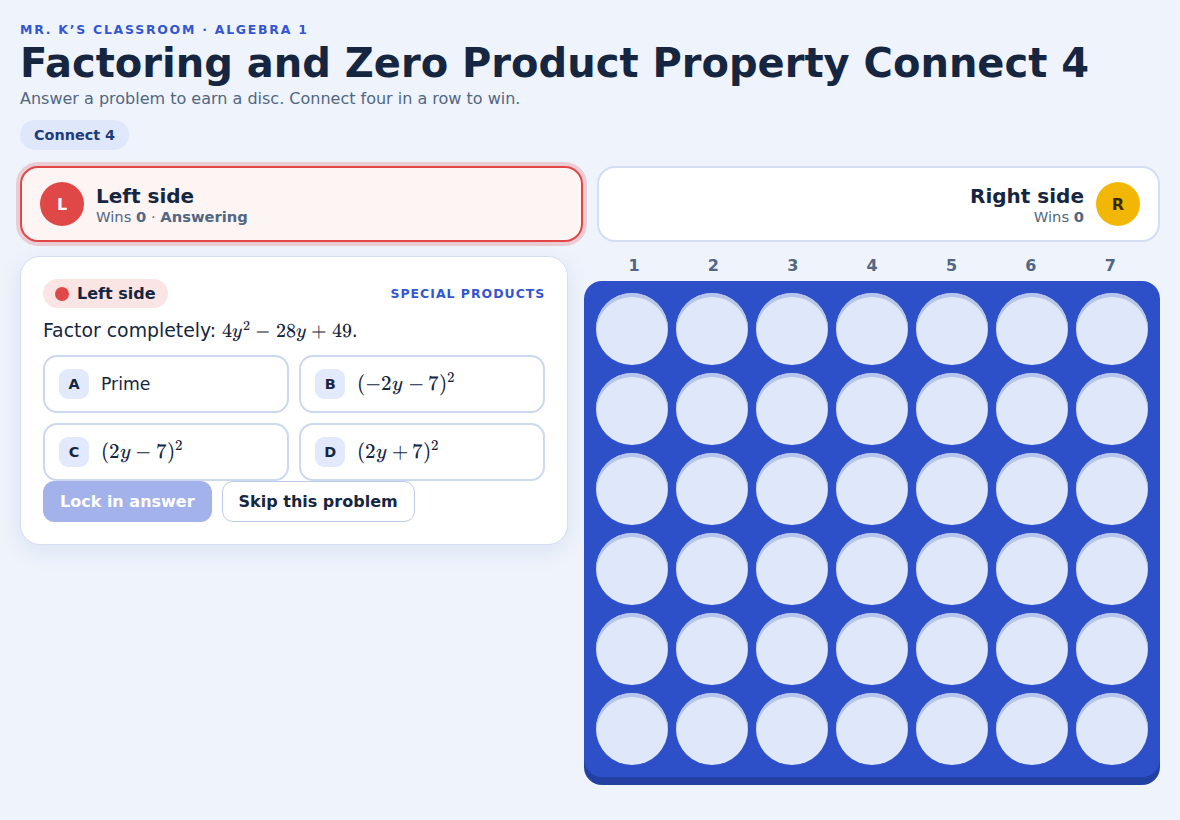 MR. K’S CLASSROOM · ALGEBRA 1
Factoring and Zero Product Property Connect 4
Answer a problem to earn a disc. Connect four in a row to win.
Connect 4
L
Left side
Wins 0 · Answering
Right side
Wins 0
R
Left side
SPECIAL PRODUCTS
Factor completely: 4y² − 28y + 49.
A Prime
B (−2y − 7)²
C (2y − 7)²
D (2y + 7)²
Lock in answer
Skip this problem
1 2 3 4 5 6 7